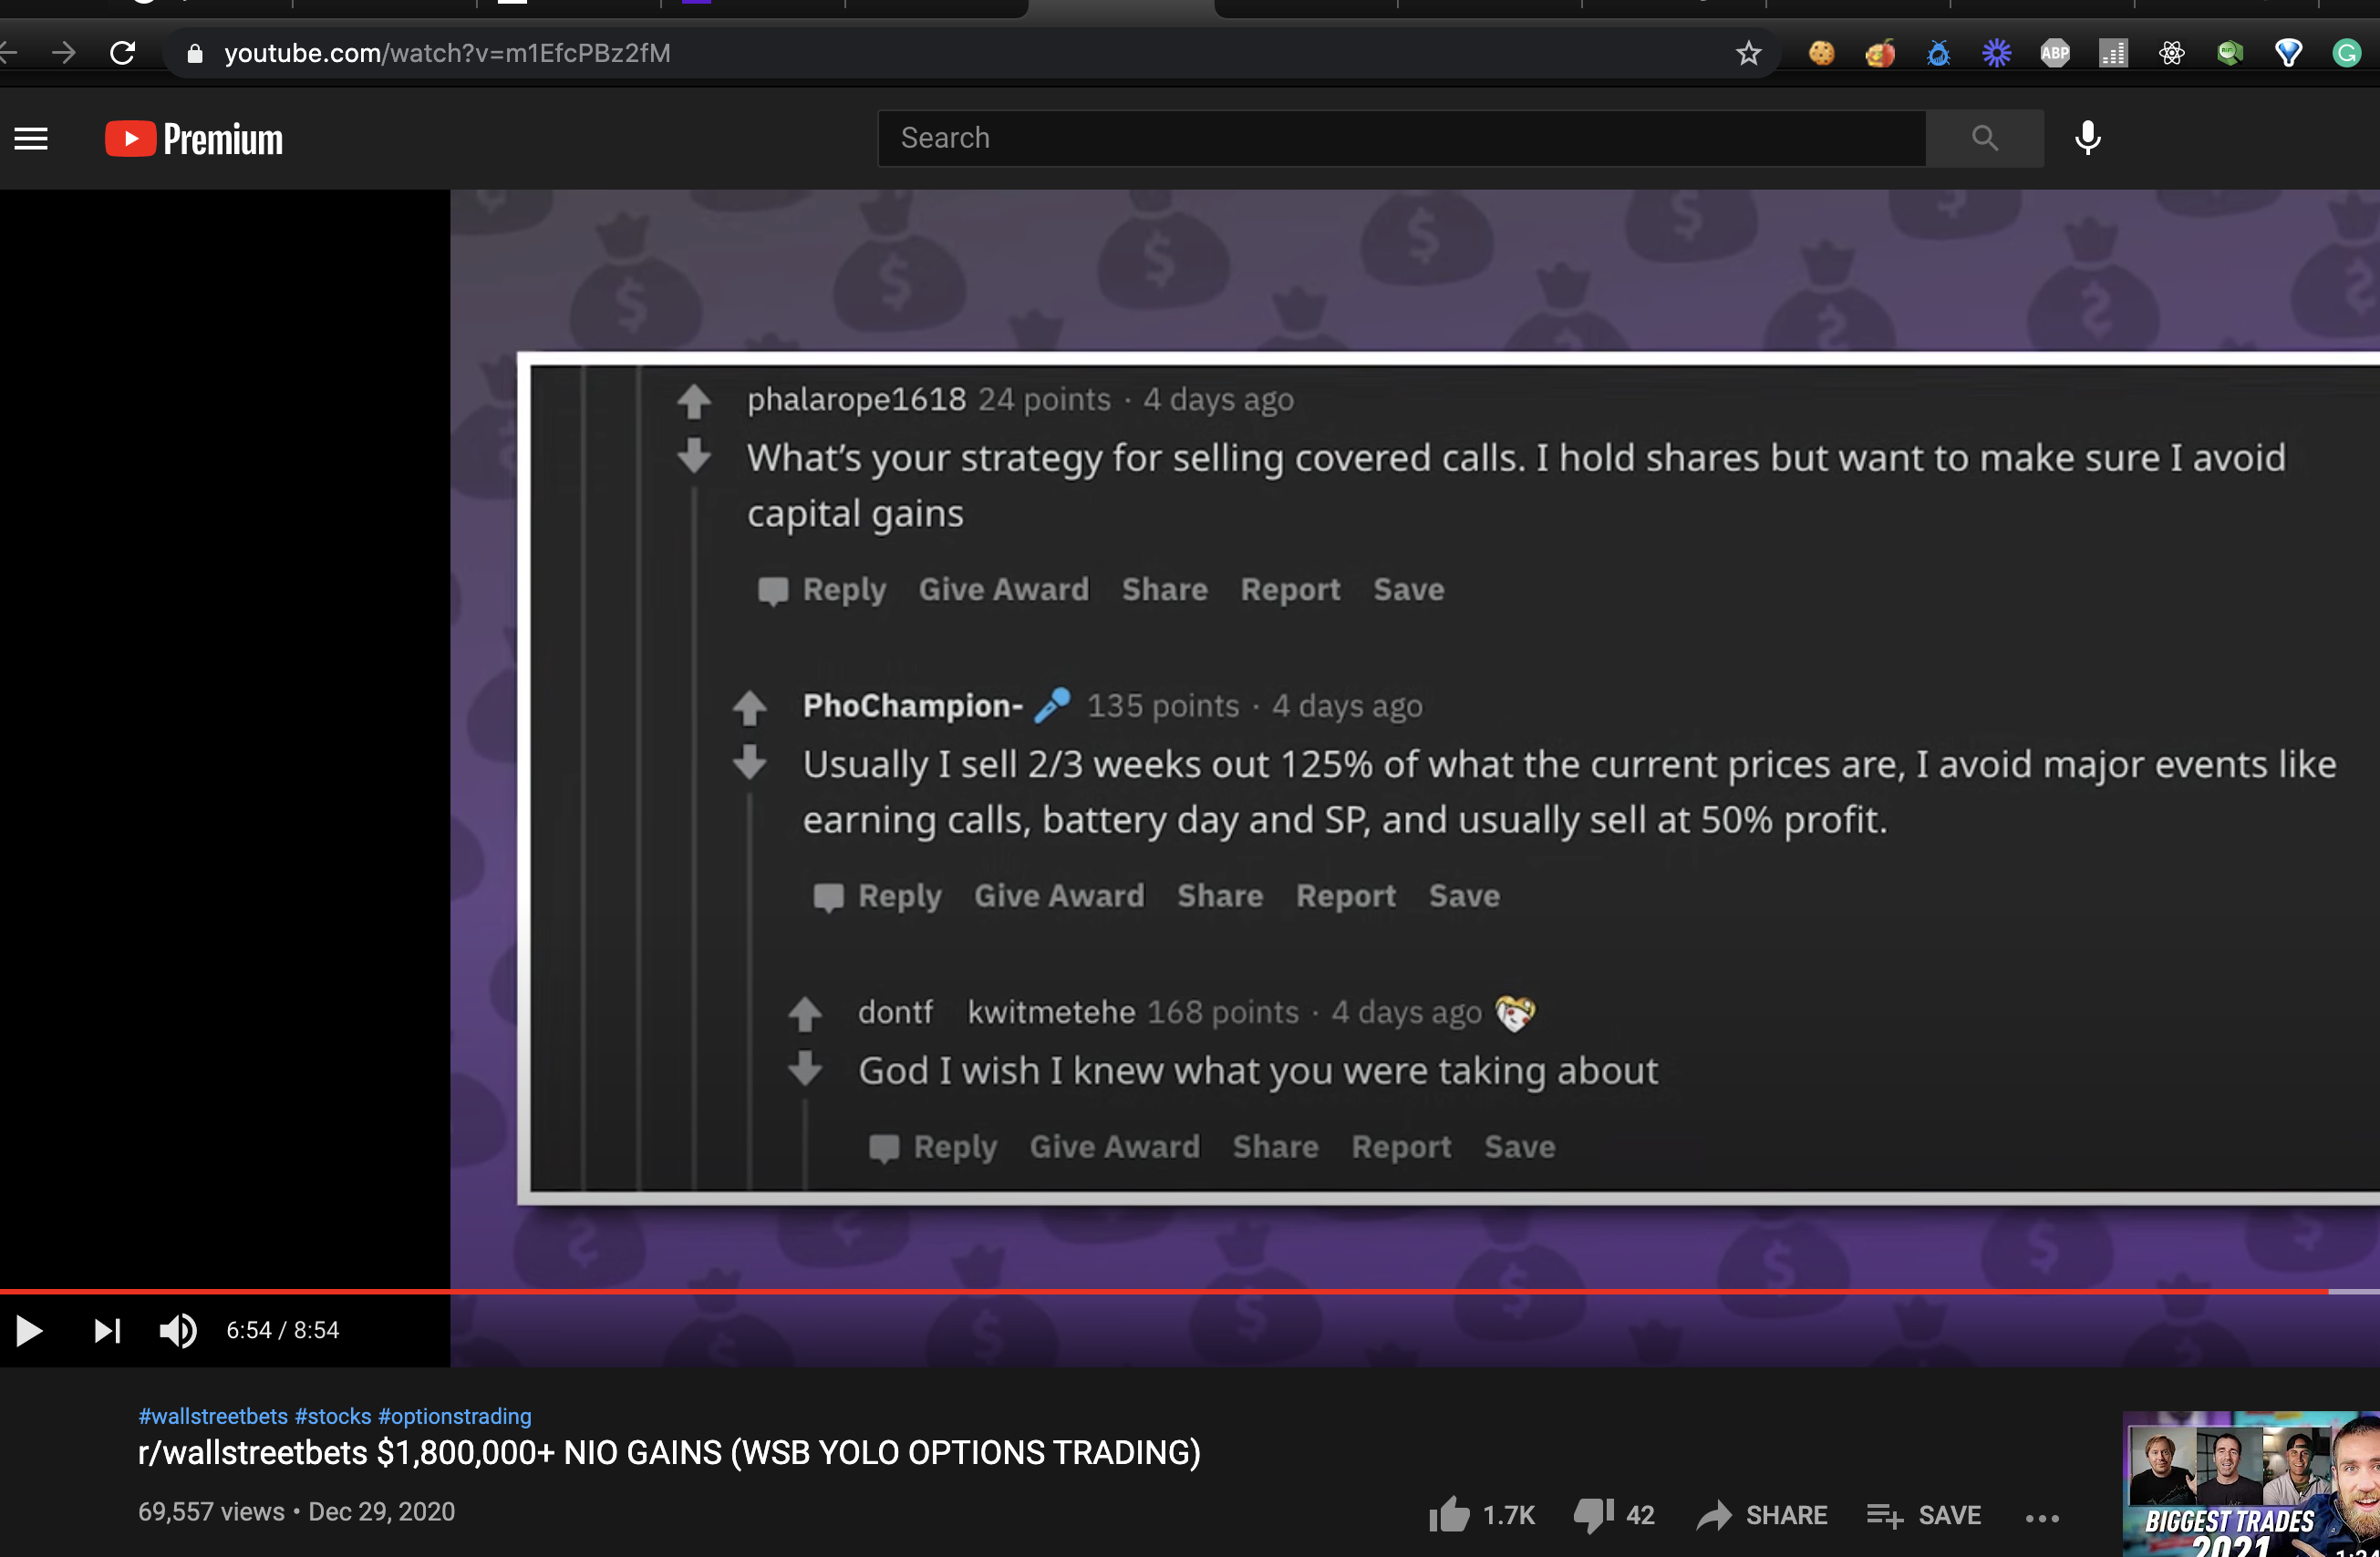 youtube.com/watch?v=m1EfcPBz2fM
ABP
Premium
Search
phalarope1618 24 points · 4 days ago
What's your strategy for selling covered calls. I hold shares but want to make sure I avoid
capital gains
Reply Give Award Share Report Save
PhoChampion- 135 points · 4 days ago
Usually I sell 2/3 weeks out 125% of what the current prices are, I avoid major events like
earning calls, battery day and SP, and usually sell at 50% profit.
Reply Give Award Share Report Save
dontf kwitmetehe 168 points · 4 days ago
God I wish I knew what you were taking about
Reply Give Award Share Report Save
6:54 / 8:54
#wallstreetbets #stocks #optionstrading
r/wallstreetbets $1,800,000+ NIO GAINS (WSB YOLO OPTIONS TRADING)
69,557 views • Dec 29, 2020
1.7K 42 SHARE SAVE
BIGGEST TRADES
2021